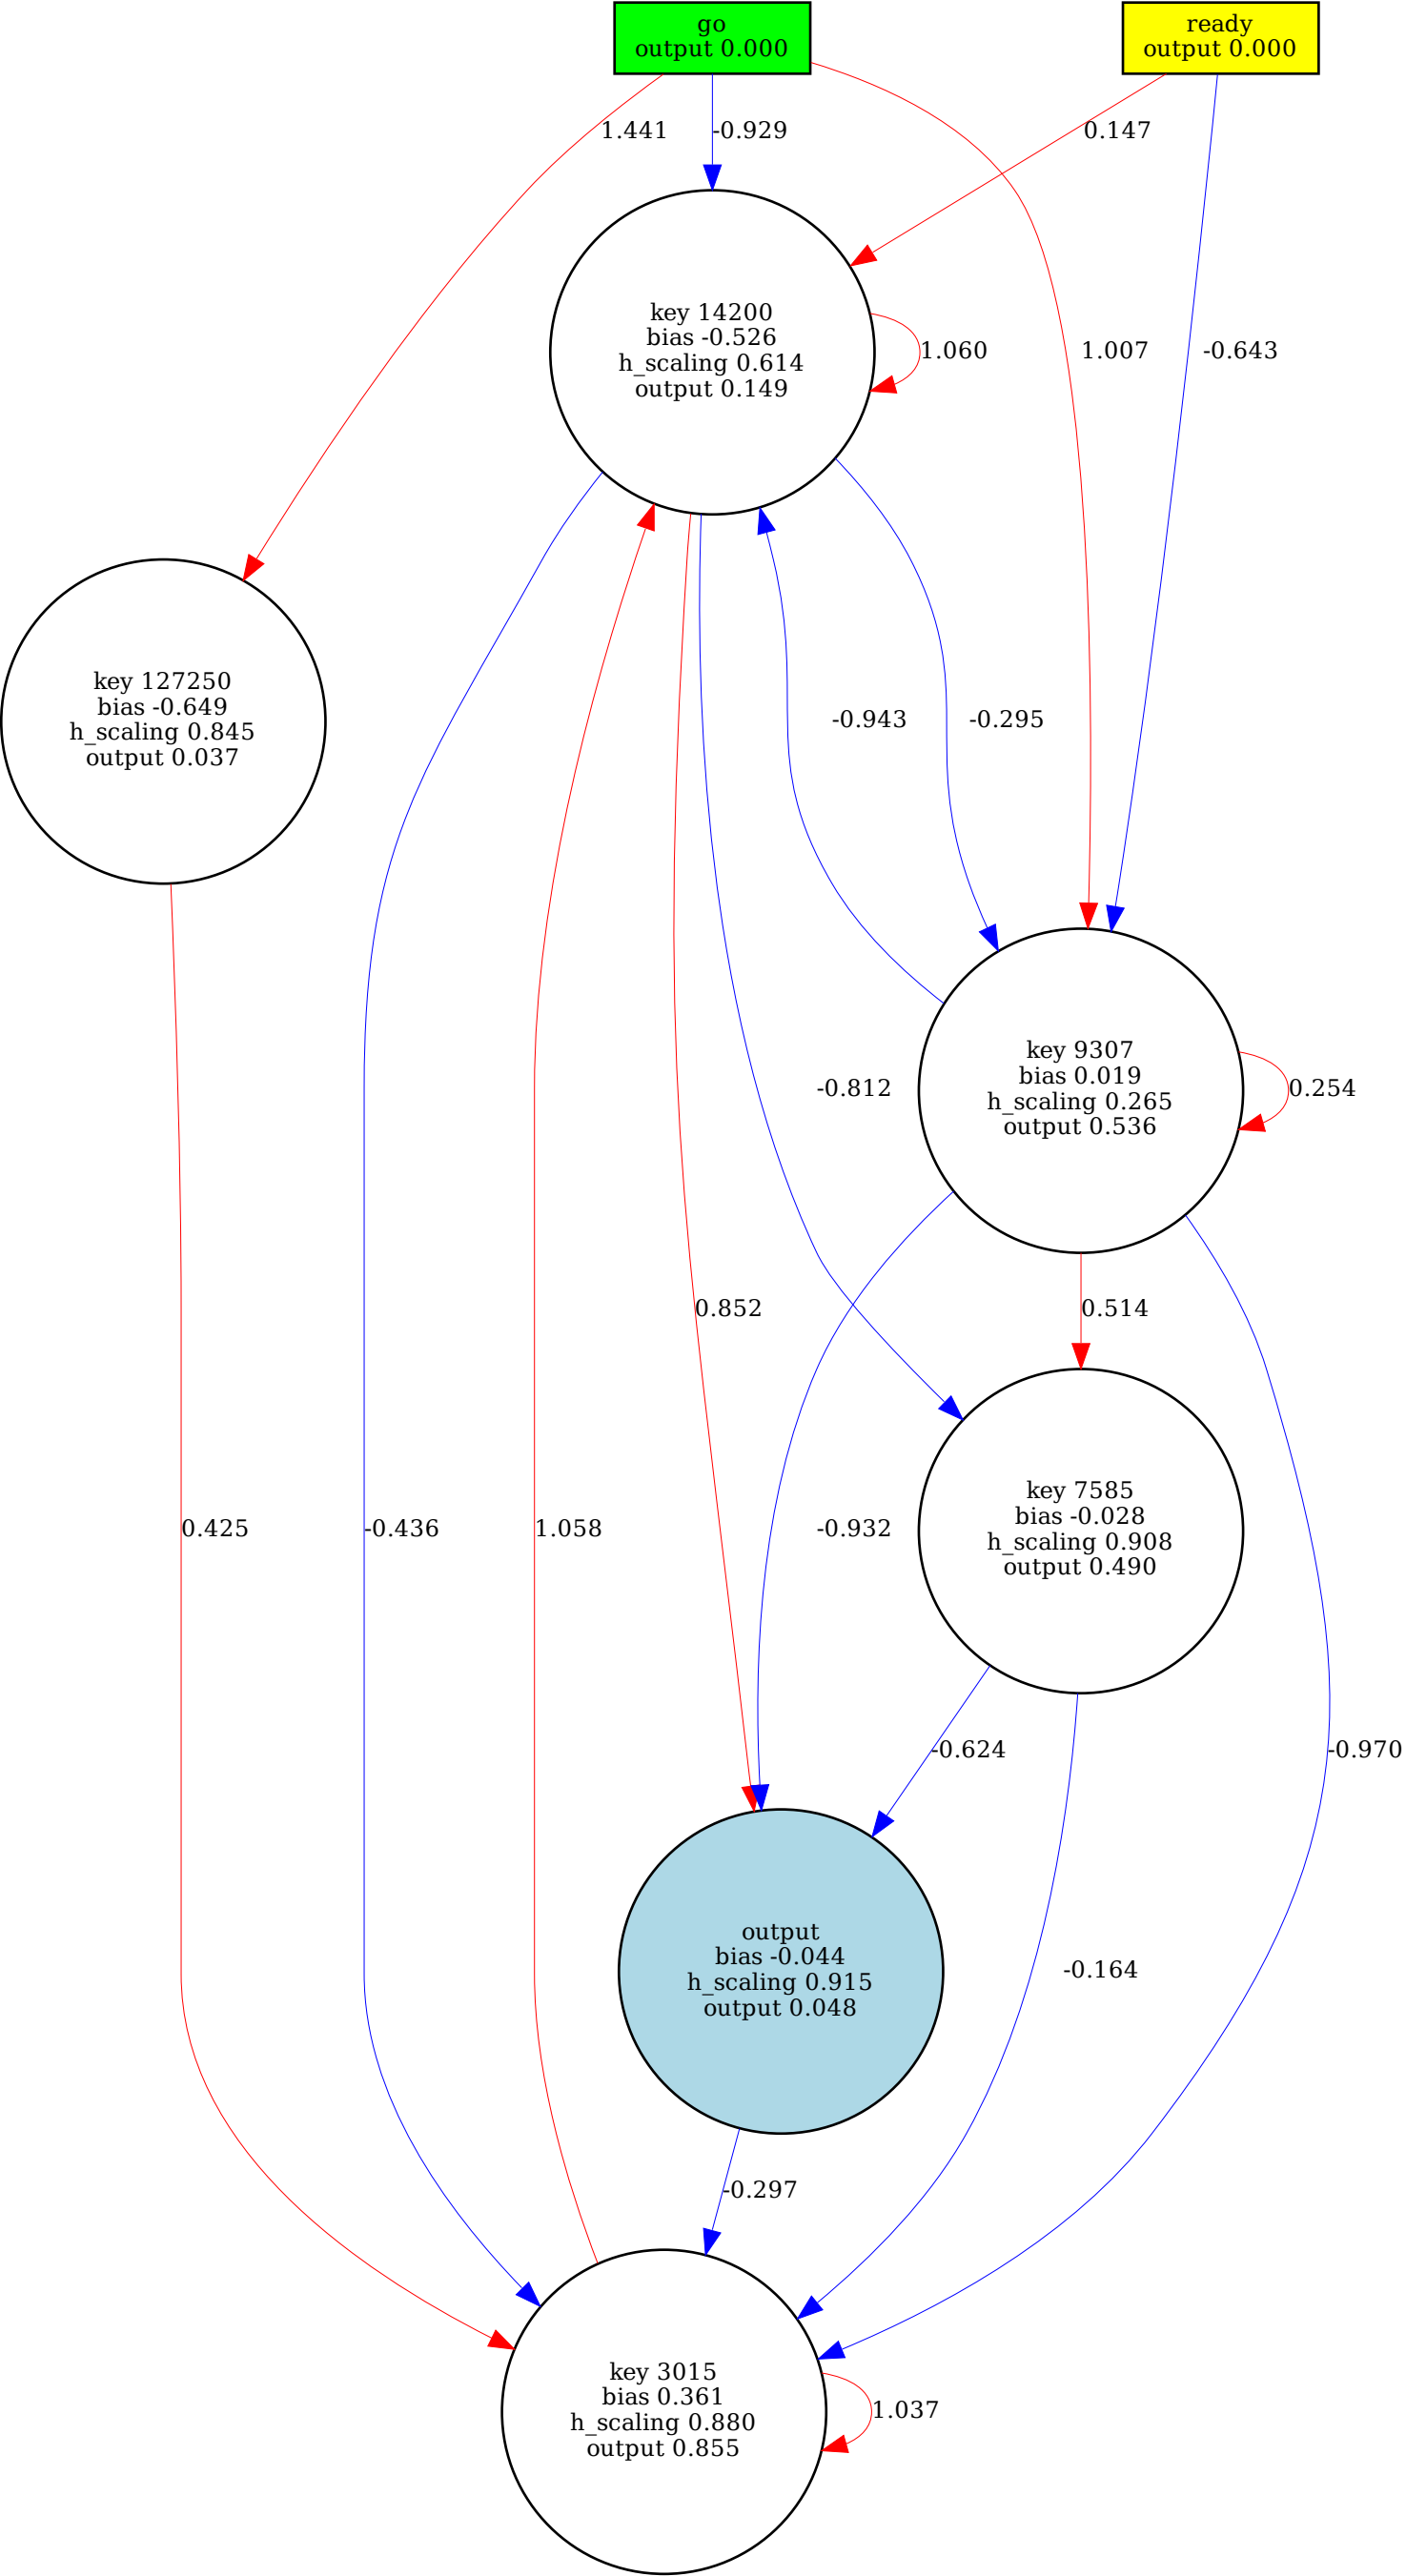 go
output 0.000
ready
output 0.000
1.441
-0.929
0.147
key 14200
bias -0.526
h_scaling 0.614
output 0.149
1.060
1.007
-0.643
key 127250
bias -0.649
h_scaling 0.845
output 0.037
-0.943
-0.295
key 9307
bias 0.019
h_scaling 0.265
output 0.536
-0.812
0.254
0.852
0.514
key 7585
bias -0.028
h_scaling 0.908
output 0.490
0.425
-0.436
1.058
-0.932
-0.624
-0.970
output
bias -0.044
h_scaling 0.915
output 0.048
-0.164
-0.297
key 3015
bias 0.361
h_scaling 0.880
output 0.855
1.037